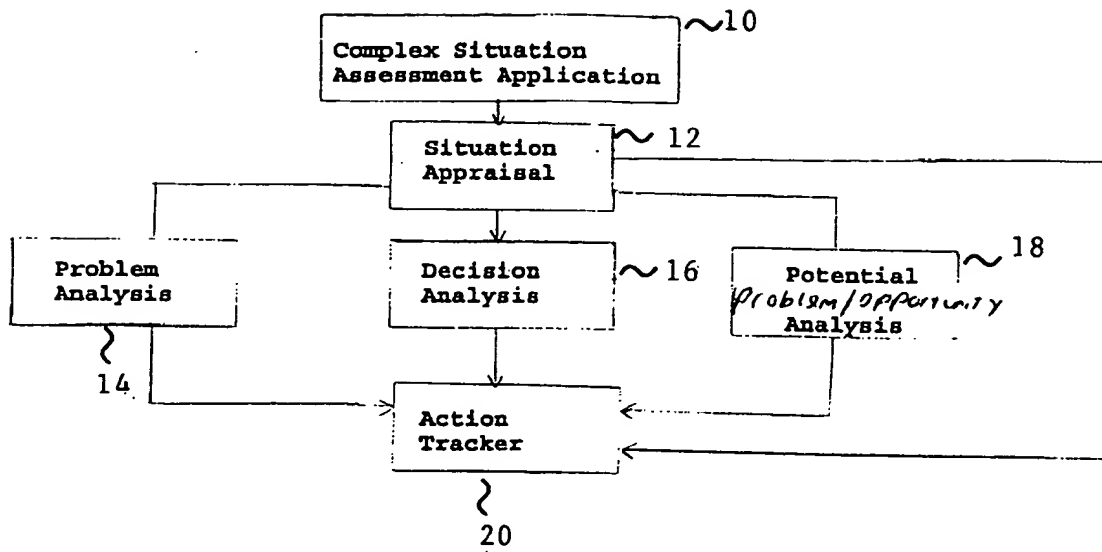 10
Complex Situation
Assessment Application
12
Situation
Appraisal
Problem
Analysis
14
Decision
Analysis
16
Potential
Problem/Opportunity
Analysis
18
Action
Tracker
20